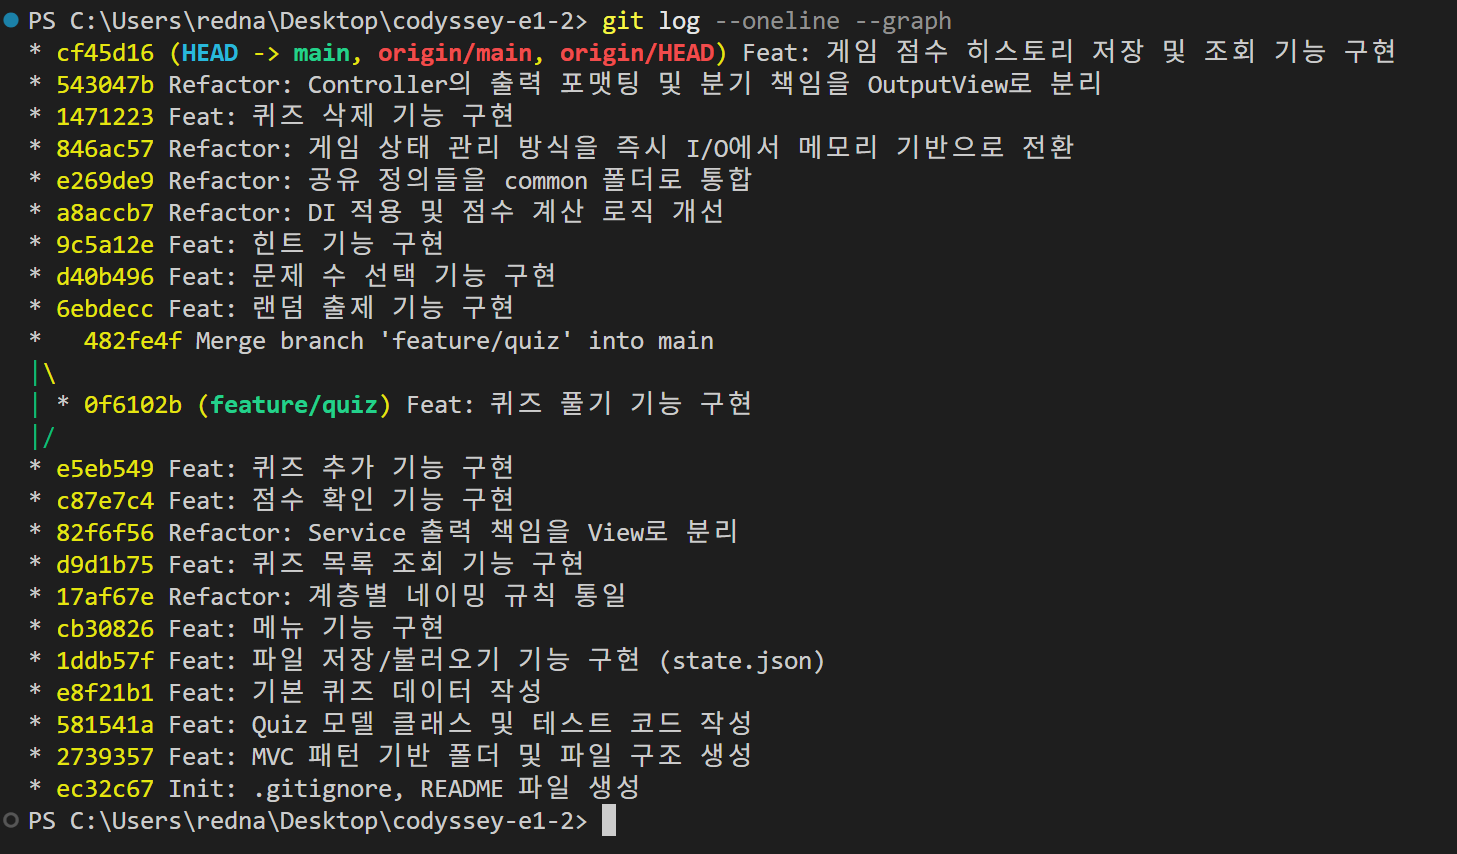 PS C:\Users\redna\Desktop\codyssey-e1-2> git log --oneline --graph
* cf45d16 (HEAD -> main, origin/main, origin/HEAD) Feat: 게임 점수 히스토리 저장 및 조회 기능 구현
* 543047b Refactor: Controller의 출력 포맷팅 및 분기 책임을 OutputView로 분리
* 1471223 Feat: 퀴즈 삭제 기능 구현
* 846ac57 Refactor: 게임 상태 관리 방식을 즉시 I/O에서 메모리 기반으로 전환
* e269de9 Refactor: 공유 정의들을 common 폴더로 통합
* a8accb7 Refactor: DI 적용 및 점수 계산 로직 개선
* 9c5a12e Feat: 힌트 기능 구현
* d40b496 Feat: 문제 수 선택 기능 구현
* 6ebdecc Feat: 랜덤 출제 기능 구현
*   482fe4f Merge branch 'feature/quiz' into main
|\
| * 0f6102b (feature/quiz) Feat: 퀴즈 풀기 기능 구현
|/
* e5eb549 Feat: 퀴즈 추가 기능 구현
* c87e7c4 Feat: 점수 확인 기능 구현
* 82f6f56 Refactor: Service 출력 책임을 View로 분리
* d9d1b75 Feat: 퀴즈 목록 조회 기능 구현
* 17af67e Refactor: 계층별 네이밍 규칙 통일
* cb30826 Feat: 메뉴 기능 구현
* 1ddb57f Feat: 파일 저장/불러오기 기능 구현 (state.json)
* e8f21b1 Feat: 기본 퀴즈 데이터 작성
* 581541a Feat: Quiz 모델 클래스 및 테스트 코드 작성
* 2739357 Feat: MVC 패턴 기반 폴더 및 파일 구조 생성
* ec32c67 Init: .gitignore, README 파일 생성
PS C:\Users\redna\Desktop\codyssey-e1-2>